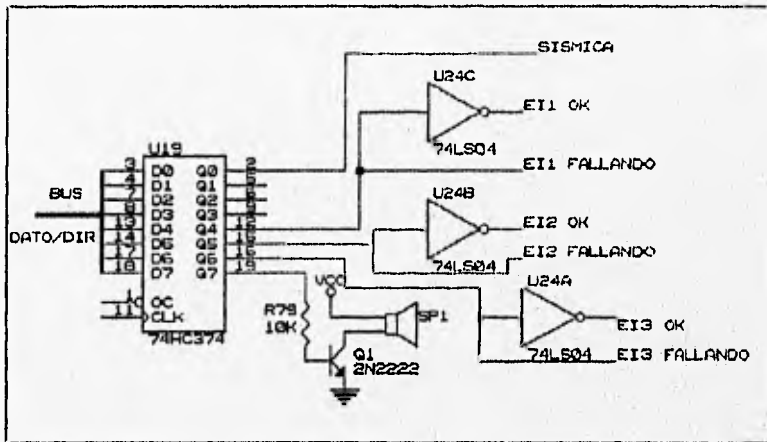 SISMICA
U24C
EI1 OK
74LS04
U19
EI1 FALLANDO
D0 Q0
D1 Q1
D2 Q2
D3 Q3
D4 Q4
D5 Q5
D6 Q6
D7 Q7
BUS
DATO/DIR
U24B
EI2 OK
EI2 FALLANDO
74LS04
U24A
VCC
SP1
1 OC
11 CLK
74HC374
R79
10K
Q1
2N2222
EI3 OK
74LS04
EI3 FALLANDO